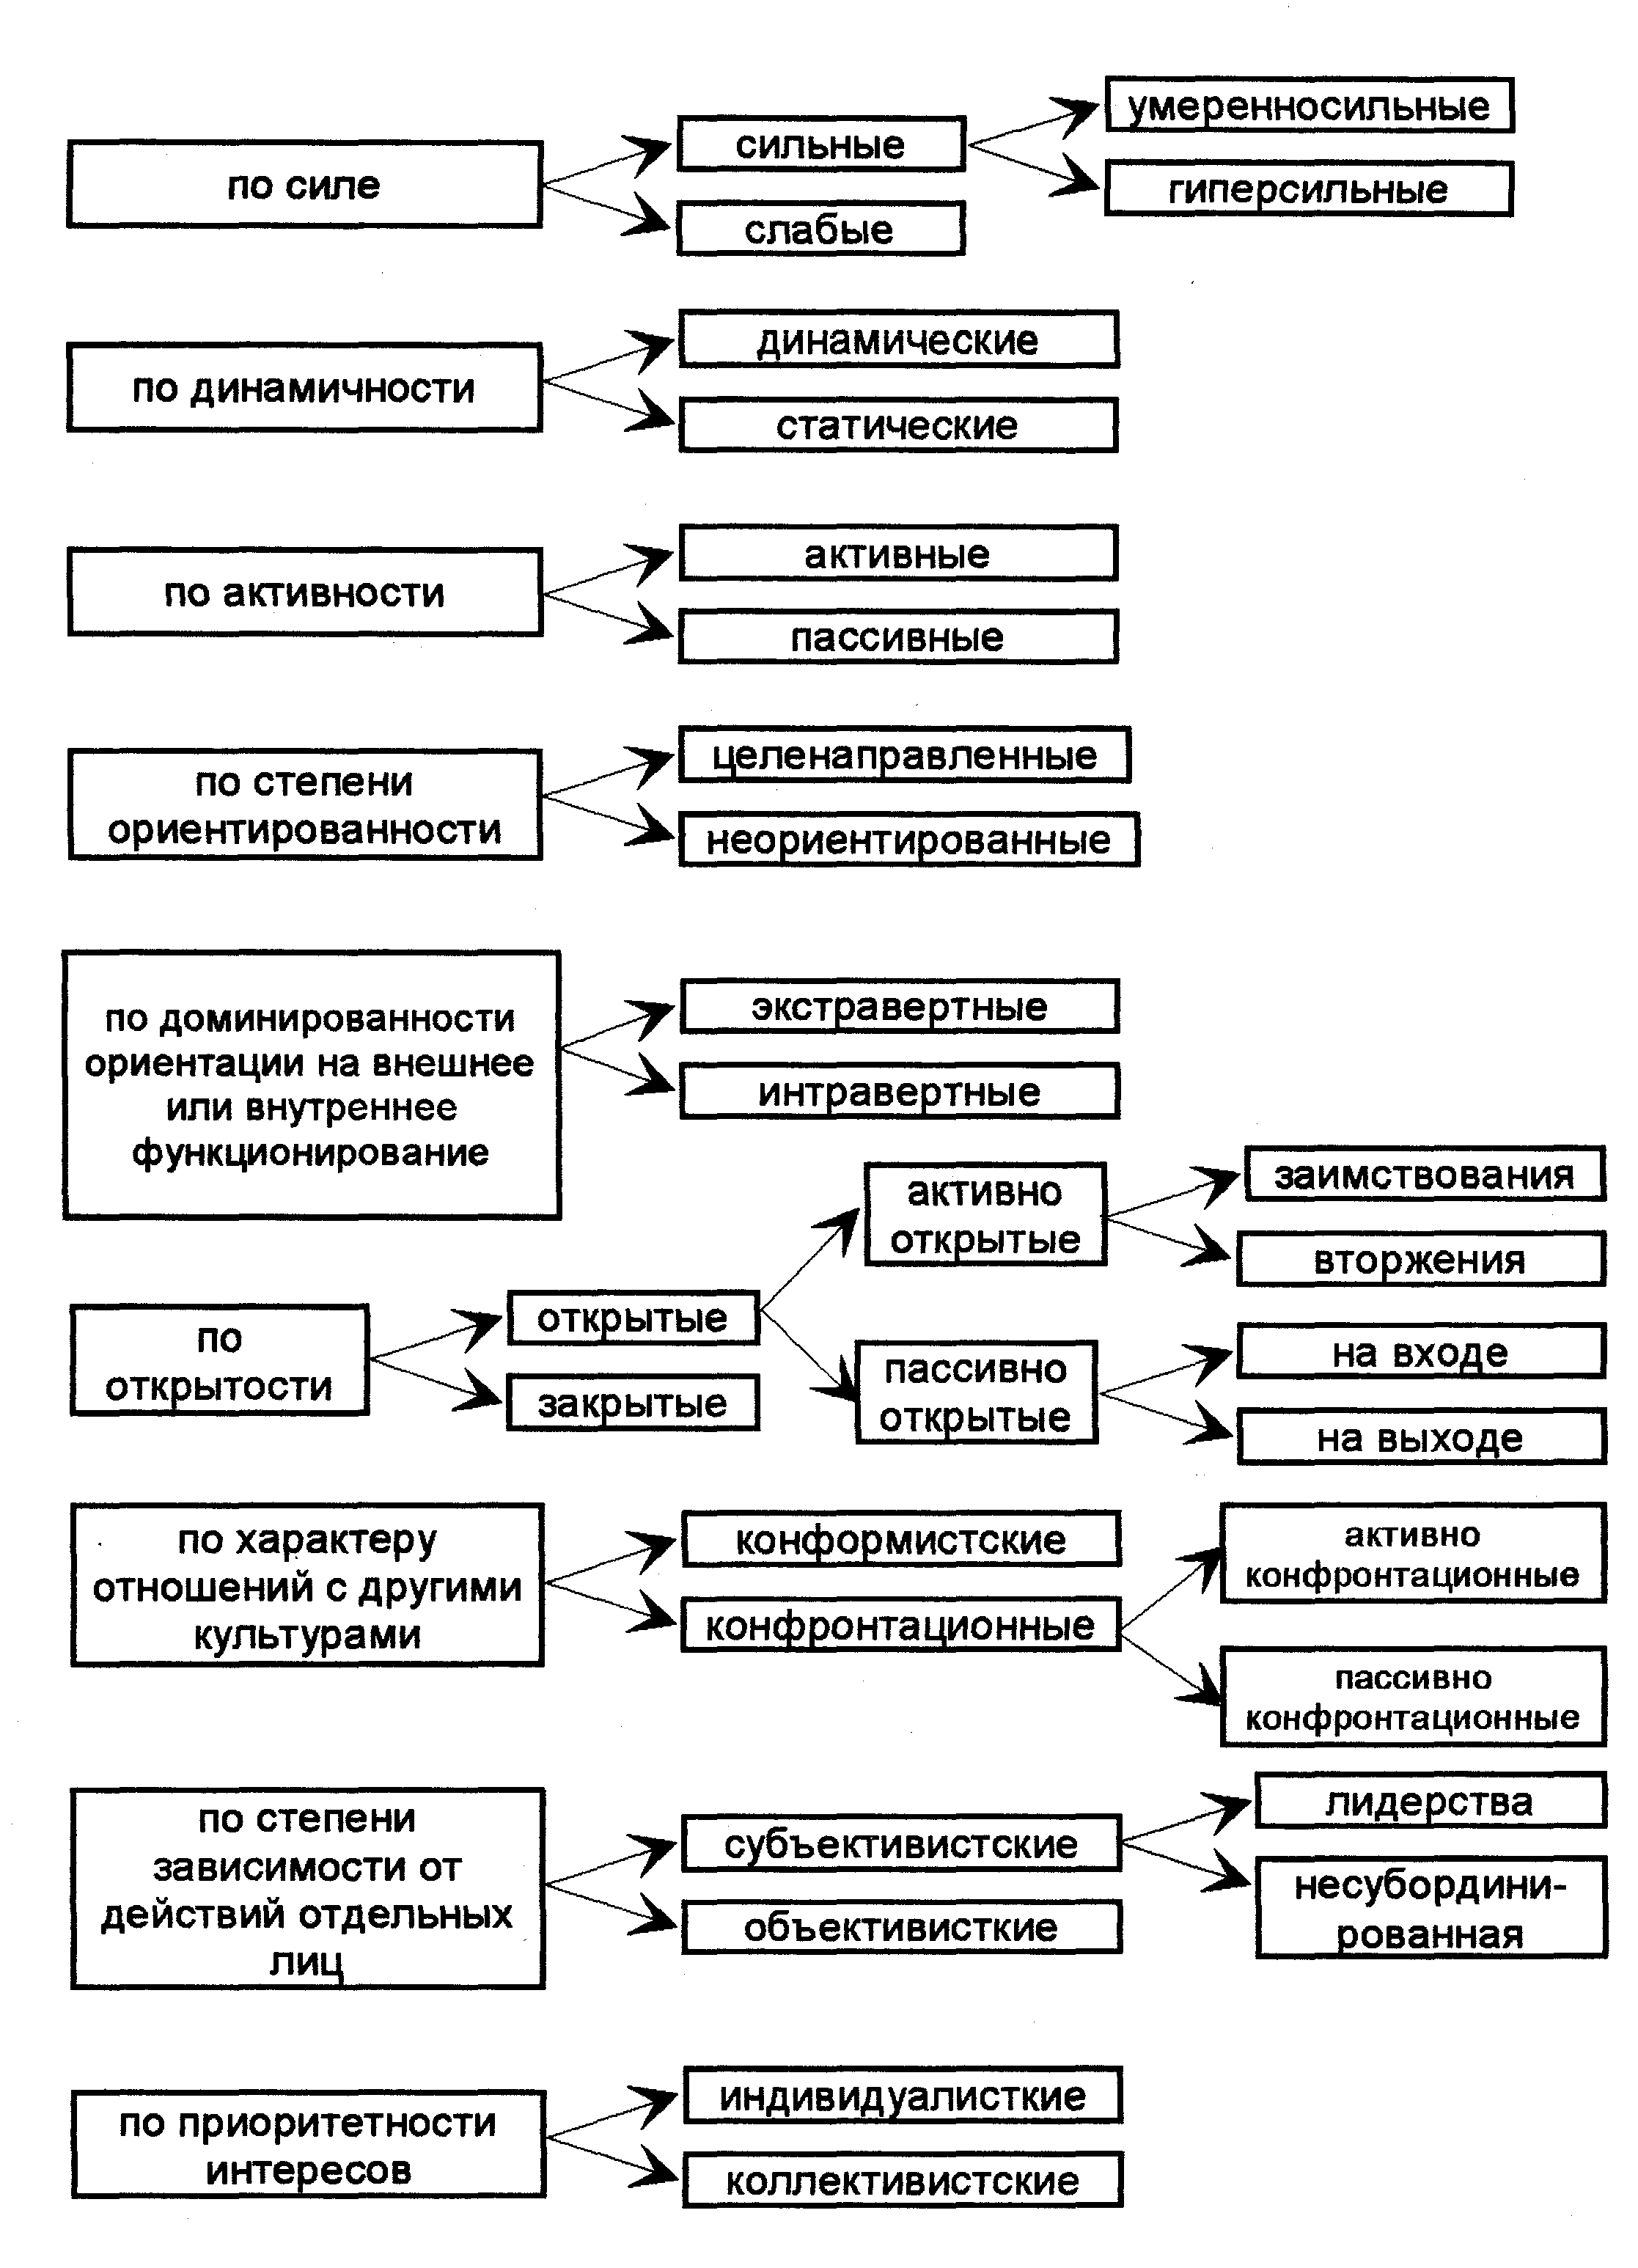 по силе
сильные
слабые
умеренносильные
гиперсильные
по динамичности
динамические
статические
по активности
активные
пассивные
по степени
ориентированности
целенаправленные
неориентированные
по доминированности
ориентации на внешнее
или внутреннее
функционирование
экстравертные
интравертные
по
открытости
открытые
закрытые
активно
открытые
пассивно
открытые
заимствования
вторжения
на входе
на выходе
по характеру
отношений с другими
культурами
конформистские
конфронтационные
активно
конфронтационные
пассивно
конфронтационные
по степени
зависимости от
действий отдельных
лиц
субъективистские
объективисткие
лидерства
несубордини-
рованная
по приоритетности
интересов
индивидуалисткие
коллективистские